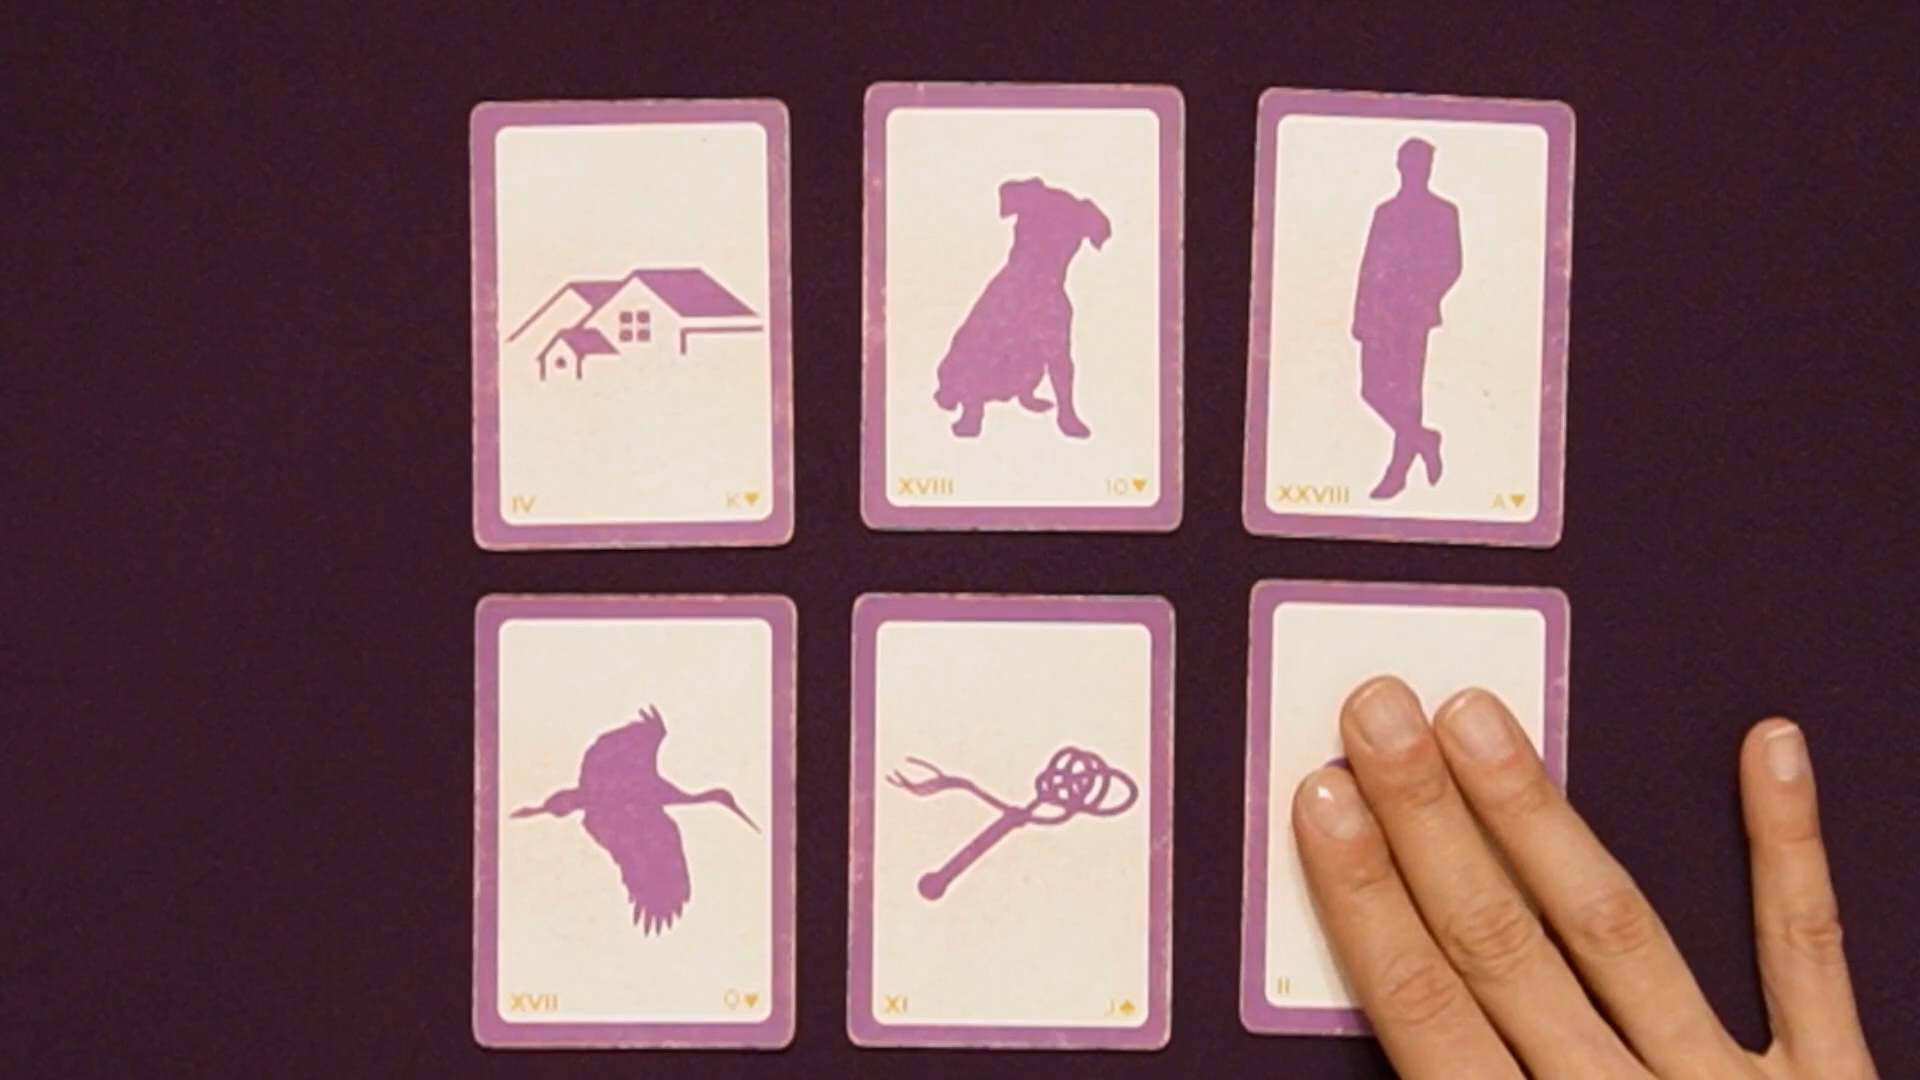 IV K♥
XVIII 10♥
XXVIII A♥
XVII Q♥
XI J♣
II